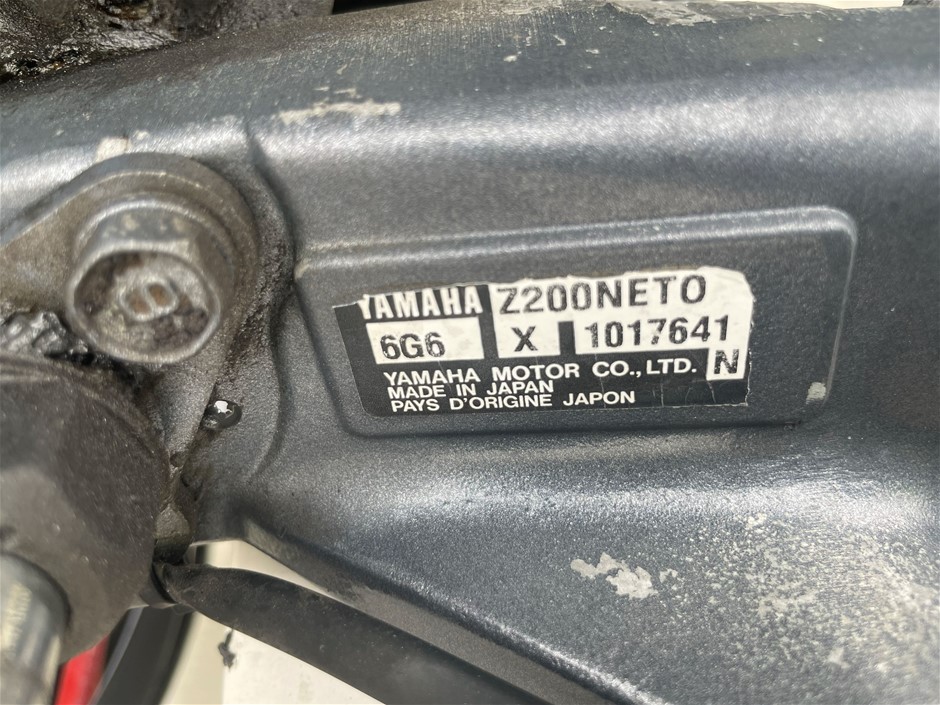 YAMAHA Z200NETO
6G6 X 1017641
YAMAHA MOTOR CO., LTD. N
MADE IN JAPAN
PAYS D'ORIGINE JAPON